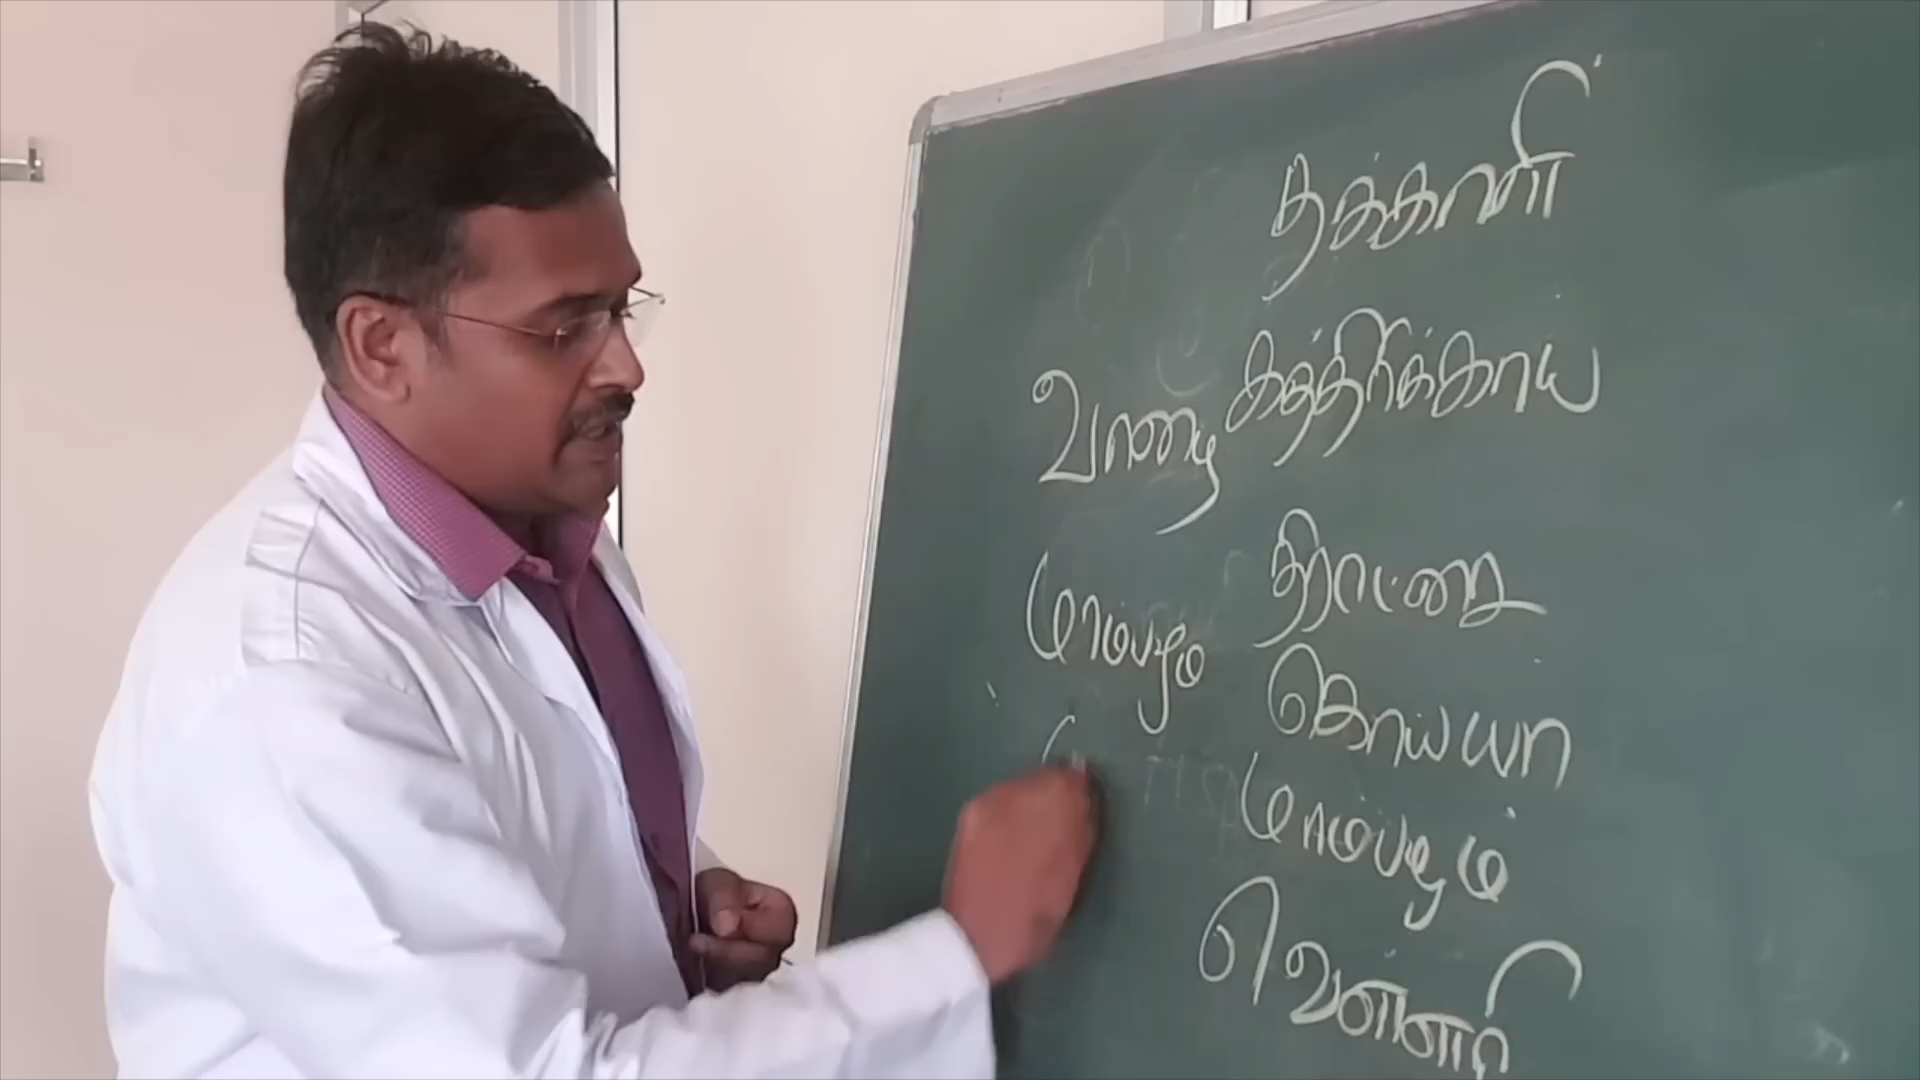 தக்காளி
வாழை கத்திரிக்காய்
திராட்சை
மாம்பழம் கொய்யா
மாம்பழம்
வெள்ளரி